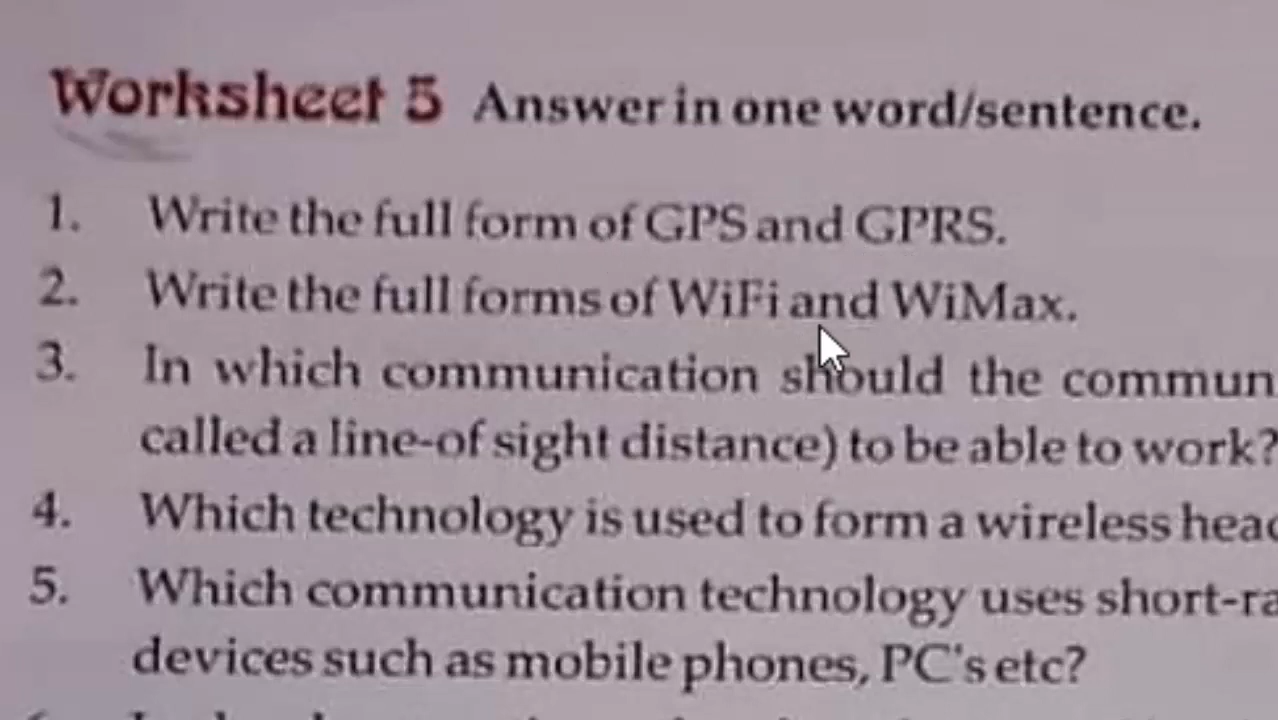 Worksheet 5 Answer in one word/sentence.
1. Write the full form of GPS and GPRS.
2. Write the full forms of WiFi and WiMax.
3. In which communication should the commun
called a line-of sight distance) to be able to work?
4. Which technology is used to form a wireless head
5. Which communication technology uses short-ra
devices such as mobile phones, PC's etc?